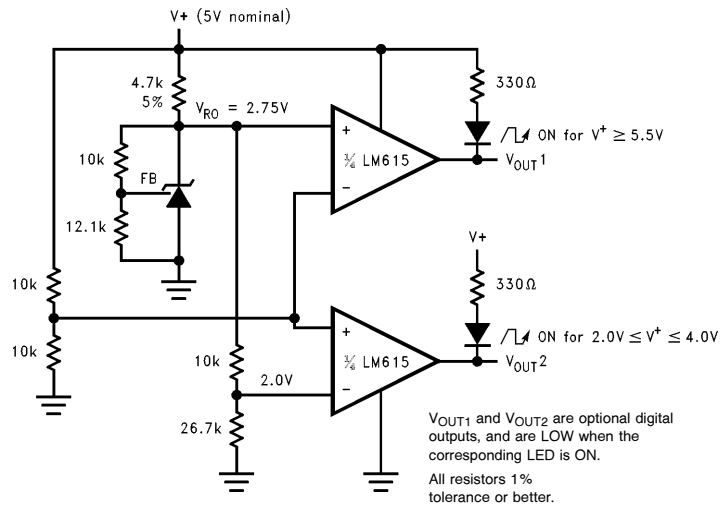 V+ (5V nominal)
4.7k
5%
V_RO = 2.75V
330Ω
10k
FB
12.1k
+
¼ LM615
−
ON for V⁺ ≥ 5.5V
V_OUT1
V+
330Ω
10k
10k
+
¼ LM615
−
ON for 2.0V ≤ V⁺ ≤ 4.0V
V_OUT2
10k
2.0V
26.7k
V_OUT1 and V_OUT2 are optional digital
outputs, and are LOW when the
corresponding LED is ON.
All resistors 1%
tolerance or better.